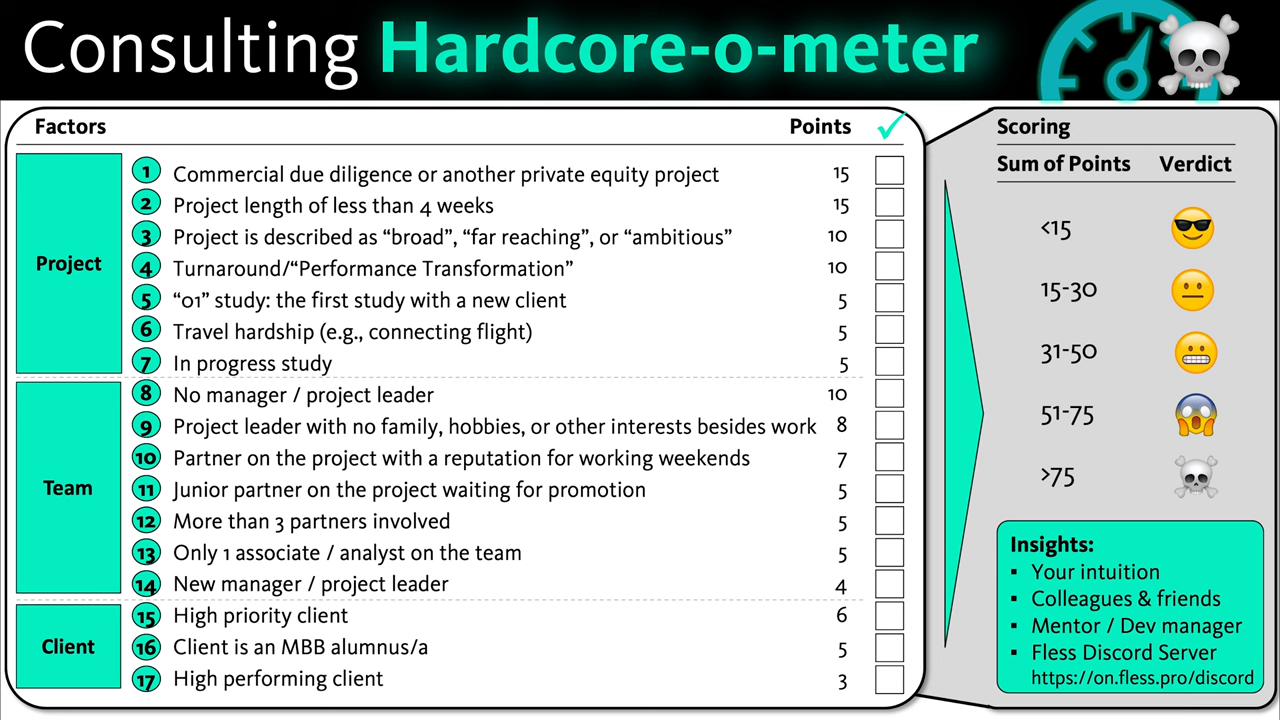 Consulting Hardcore-o-meter
Factors Points ✓
Project
1 Commercial due diligence or another private equity project 15
2 Project length of less than 4 weeks 15
3 Project is described as “broad”, “far reaching”, or “ambitious” 10
4 Turnaround/“Performance Transformation” 10
5 “01” study: the first study with a new client 5
6 Travel hardship (e.g., connecting flight) 5
7 In progress study 5
Team
8 No manager / project leader 10
9 Project leader with no family, hobbies, or other interests besides work 8
10 Partner on the project with a reputation for working weekends 7
11 Junior partner on the project waiting for promotion 5
12 More than 3 partners involved 5
13 Only 1 associate / analyst on the team 5
14 New manager / project leader 4
Client
15 High priority client 6
16 Client is an MBB alumnus/a 5
17 High performing client 3
Scoring
Sum of Points Verdict
<15
15-30
31-50
51-75
>75
Insights:
▪ Your intuition
▪ Colleagues & friends
▪ Mentor / Dev manager
▪ Fless Discord Server
https://on.fless.pro/discord